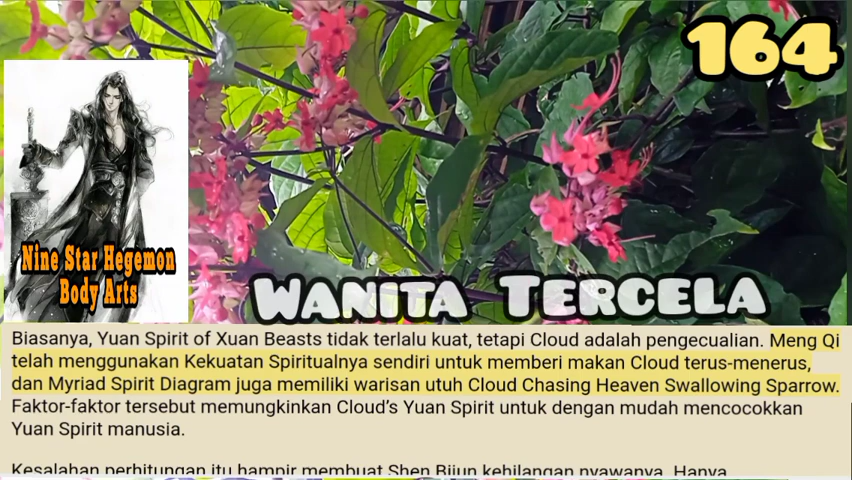 164
Nine Star Hegemon
Body Arts
Wanita Tercela
Biasanya, Yuan Spirit of Xuan Beasts tidak terlalu kuat, tetapi Cloud adalah pengecualian. Meng Qi
telah menggunakan Kekuatan Spiritualnya sendiri untuk memberi makan Cloud terus-menerus,
dan Myriad Spirit Diagram juga memiliki warisan utuh Cloud Chasing Heaven Swallowing Sparrow.
Faktor-faktor tersebut memungkinkan Cloud’s Yuan Spirit untuk dengan mudah mencocokkan
Yuan Spirit manusia.
Kesalahan perhitungan itu hampir membuat Shen Bijun kehilangan nyawanya. Hanya